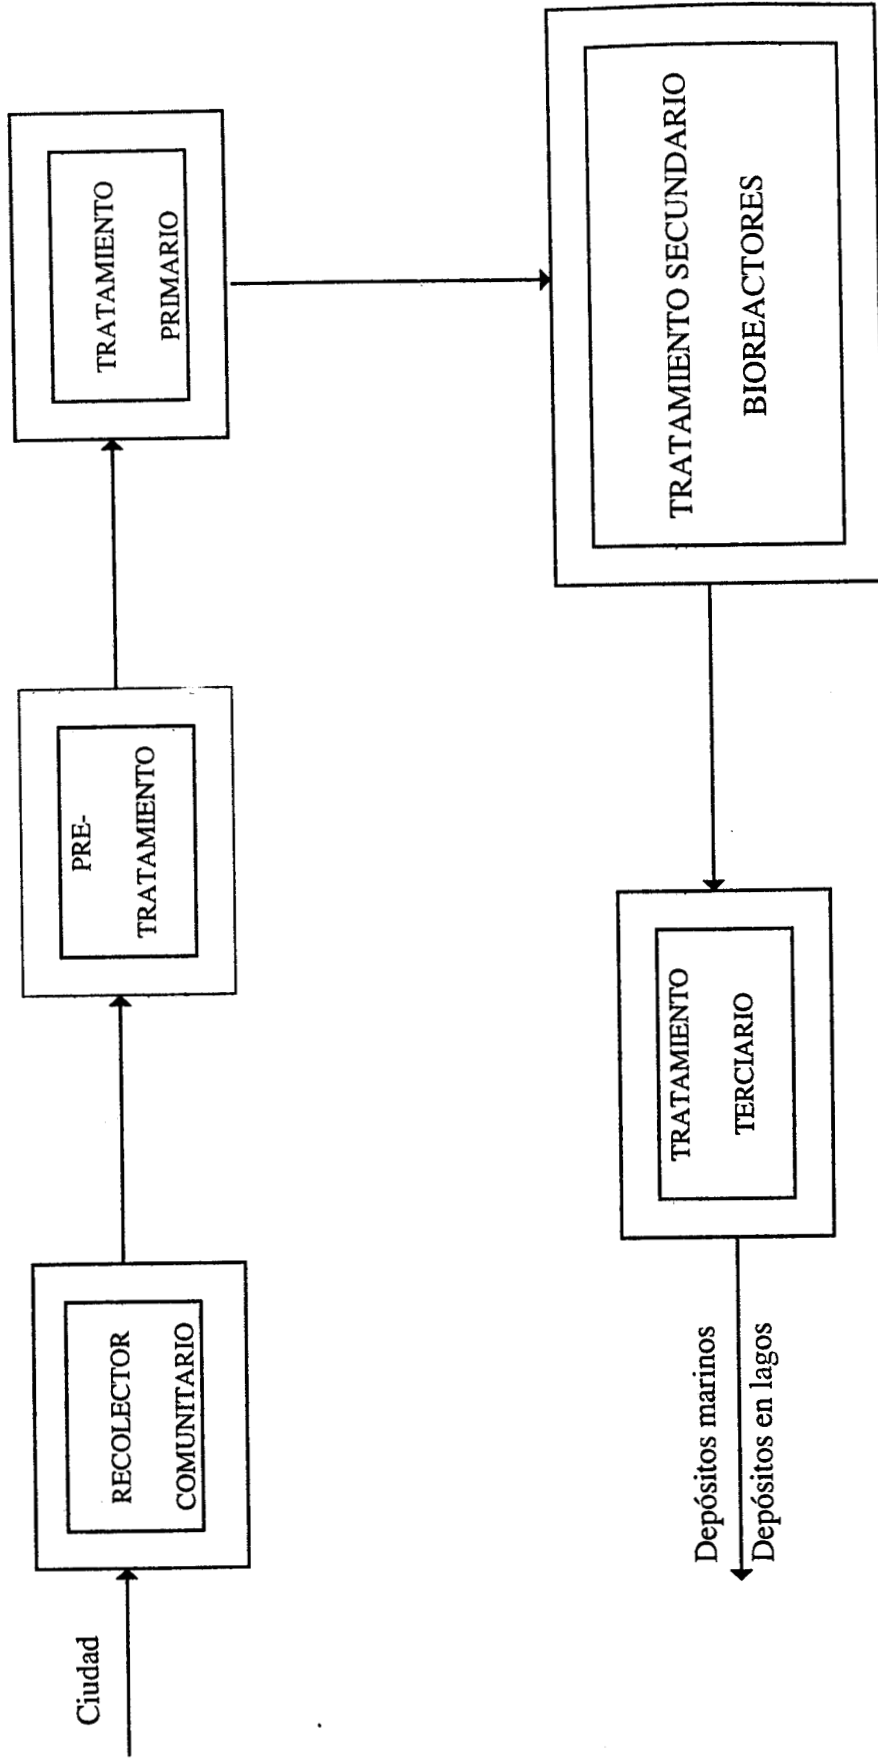 Ciudad
RECOLECTOR
COMUNITARIO
PRE-
TRATAMIENTO
TRATAMIENTO
PRIMARIO
TRATAMIENTO SECUNDARIO
BIOREACTORES
TRATAMIENTO
TERCIARIO
Depósitos marinos
Depósitos en lagos